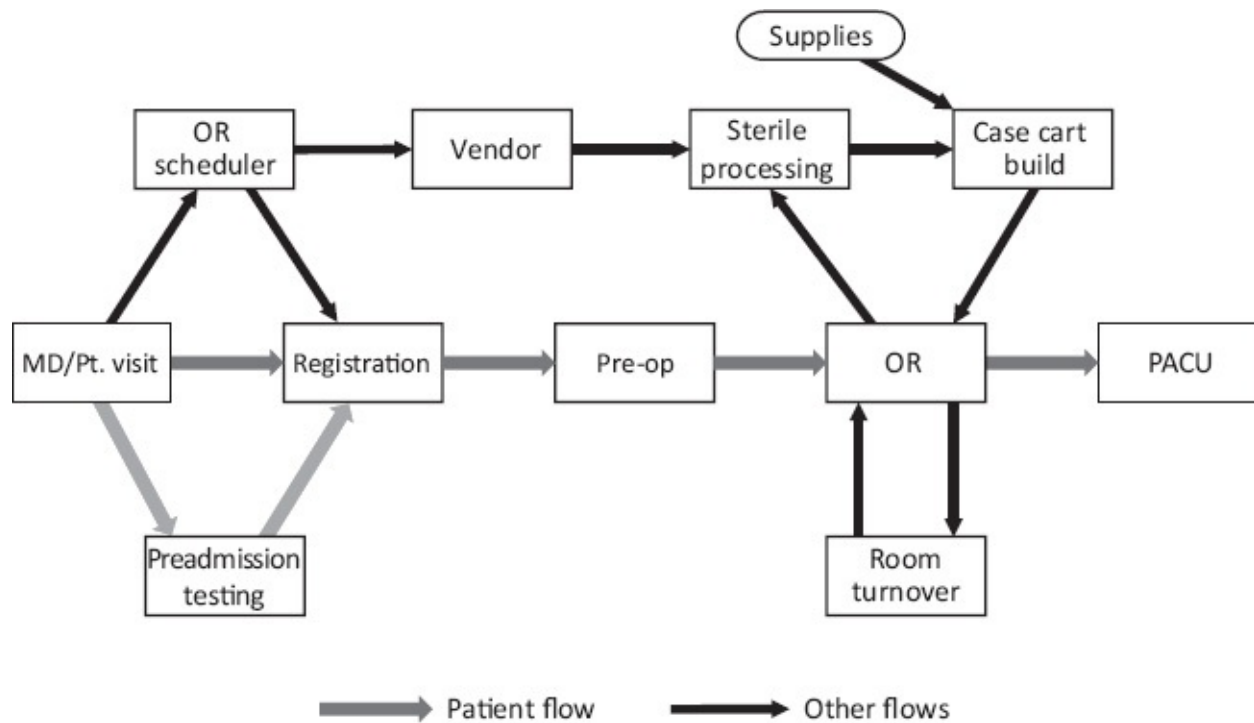 Supplies
OR
scheduler
Vendor
Sterile
processing
Case cart
build
MD/Pt. visit
Registration
Pre-op
OR
PACU
Preadmission
testing
Room
turnover
Patient flow
Other flows